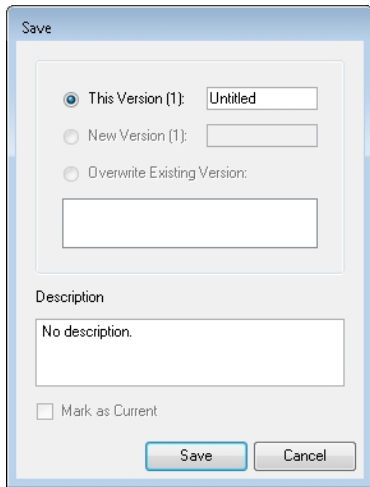 Save
This Version (1): Untitled
New Version (1):
Overwrite Existing Version:
Description
No description.
Mark as Current
Save Cancel